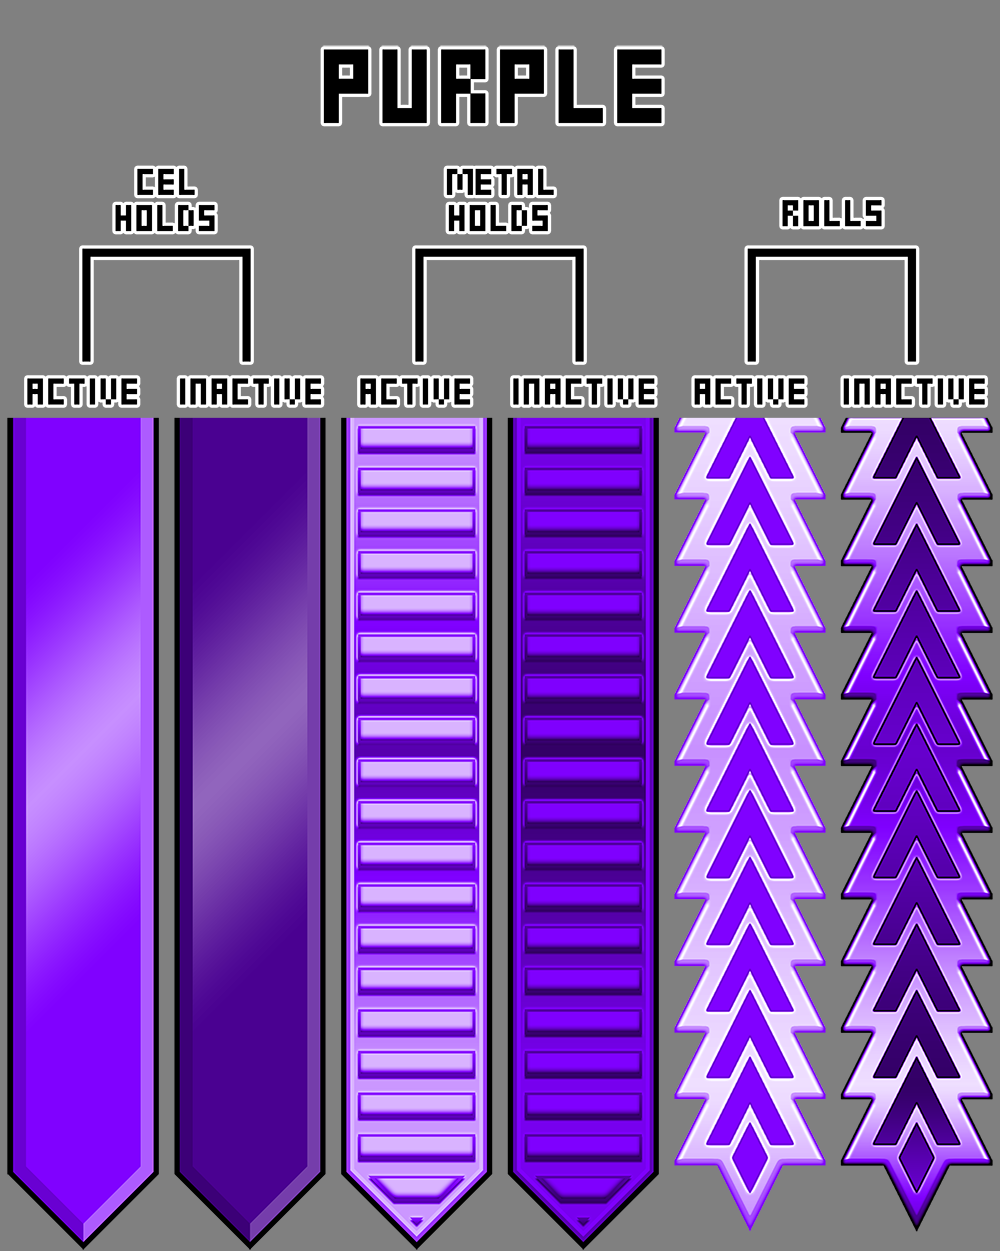 PURPLE
CEL
HOLDS
METAL
HOLDS
ROLLS
ACTIVE
INACTIVE
ACTIVE
INACTIVE
ACTIVE
INACTIVE